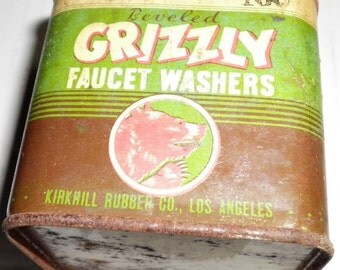 Beveled
GRIZZLY
FAUCET WASHERS
KIRKHILL RUBBER CO., LOS ANGELES